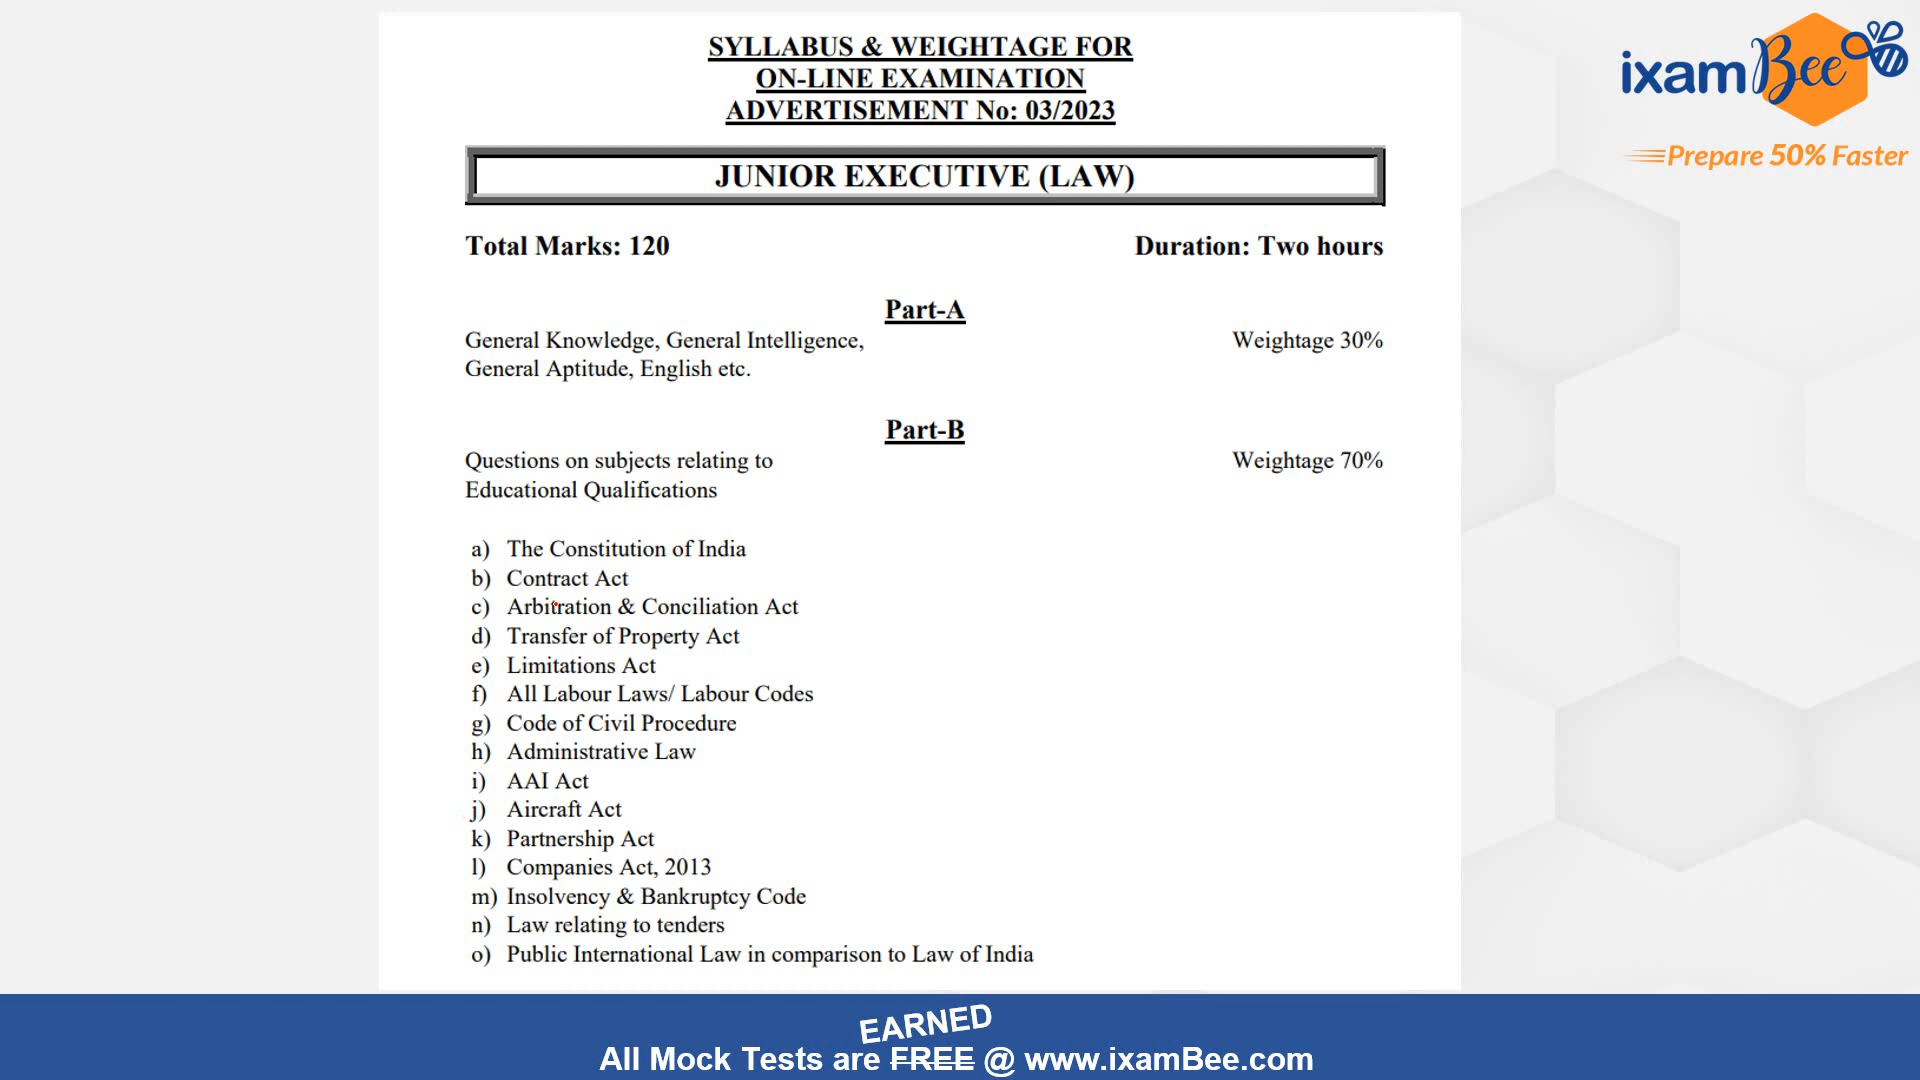 SYLLABUS & WEIGHTAGE FOR
ON-LINE EXAMINATION
ADVERTISEMENT No: 03/2023
ixamBee
Prepare 50% Faster
JUNIOR EXECUTIVE (LAW)
Total Marks: 120 Duration: Two hours
Part-A
General Knowledge, General Intelligence, Weightage 30%
General Aptitude, English etc.
Part-B
Questions on subjects relating to Weightage 70%
Educational Qualifications
a) The Constitution of India
b) Contract Act
c) Arbitration & Conciliation Act
d) Transfer of Property Act
e) Limitations Act
f) All Labour Laws/ Labour Codes
g) Code of Civil Procedure
h) Administrative Law
i) AAI Act
j) Aircraft Act
k) Partnership Act
l) Companies Act, 2013
m) Insolvency & Bankruptcy Code
n) Law relating to tenders
o) Public International Law in comparison to Law of India
EARNED
All Mock Tests are FREE @ www.ixamBee.com